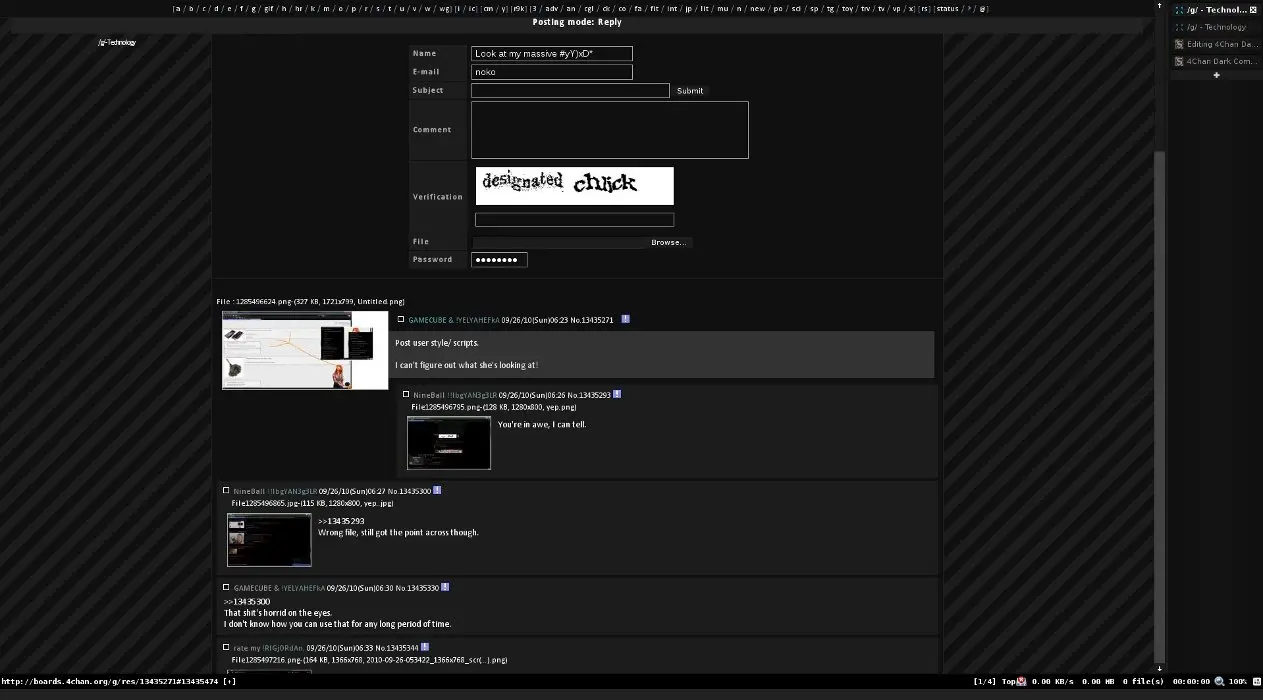 [a / b / c / d / e / f / g / gif / h / hr / k / m / o / p / r / s / t / u / v / w / wg] [i / ic] [cm / y] [r9k] [3 / adv / an / cgl / ck / co / fa / fit / int / jp / lit / mu / n / new / po / sci / sp / tg / toy / trv / tv / vp / x] [rs] [status / ? / @]
Posting mode: Reply
/g/ - Technol...
/g/ - Technology
Editing 4Chan Da...
4Chan Dark Com...
/g/-Technology
Name
Look at my massive #yY)xD*
E-mail
noko
Subject
Submit
Comment
Verification
designated chlick
File
Browse...
Password
File : 1285496624.png-(327 KB, 1721x799, Untitled.png)
GAMECUBE & !YELYAHEFkA 09/26/10(Sun)06:23 No.13435271
Post user style/ scripts.
I can't figure out what she's looking at!
NineBall !!IbgYAN3g3LR 09/26/10(Sun)06:26 No.13435293
File1285496795.png-(128 KB, 1280x800, yep.png)
You're in awe, I can tell.
NineBall !!IbgYAN3g3LR 09/26/10(Sun)06:27 No.13435300
File1285496865.jpg-(115 KB, 1280x800, yep..jpg)
>>13435293
Wrong file, still got the point across though.
GAMECUBE & !YELYAHEFkA 09/26/10(Sun)06:30 No.13435330
>>13435300
That shit's horrid on the eyes.
I don't know how you can use that for any long period of time.
rate my !RIGJ0RdAn. 09/26/10(Sun)06:33 No.13435344
File1285497216.png-(164 KB, 1366x768, 2010-09-26-053422_1366x768_scr(...).png)
http://boards.4chan.org/g/res/13435271#13435474 [+]
[1/4] Top
0.00 KB/s 0.00 MB 0 file(s) 00:00:00 100%